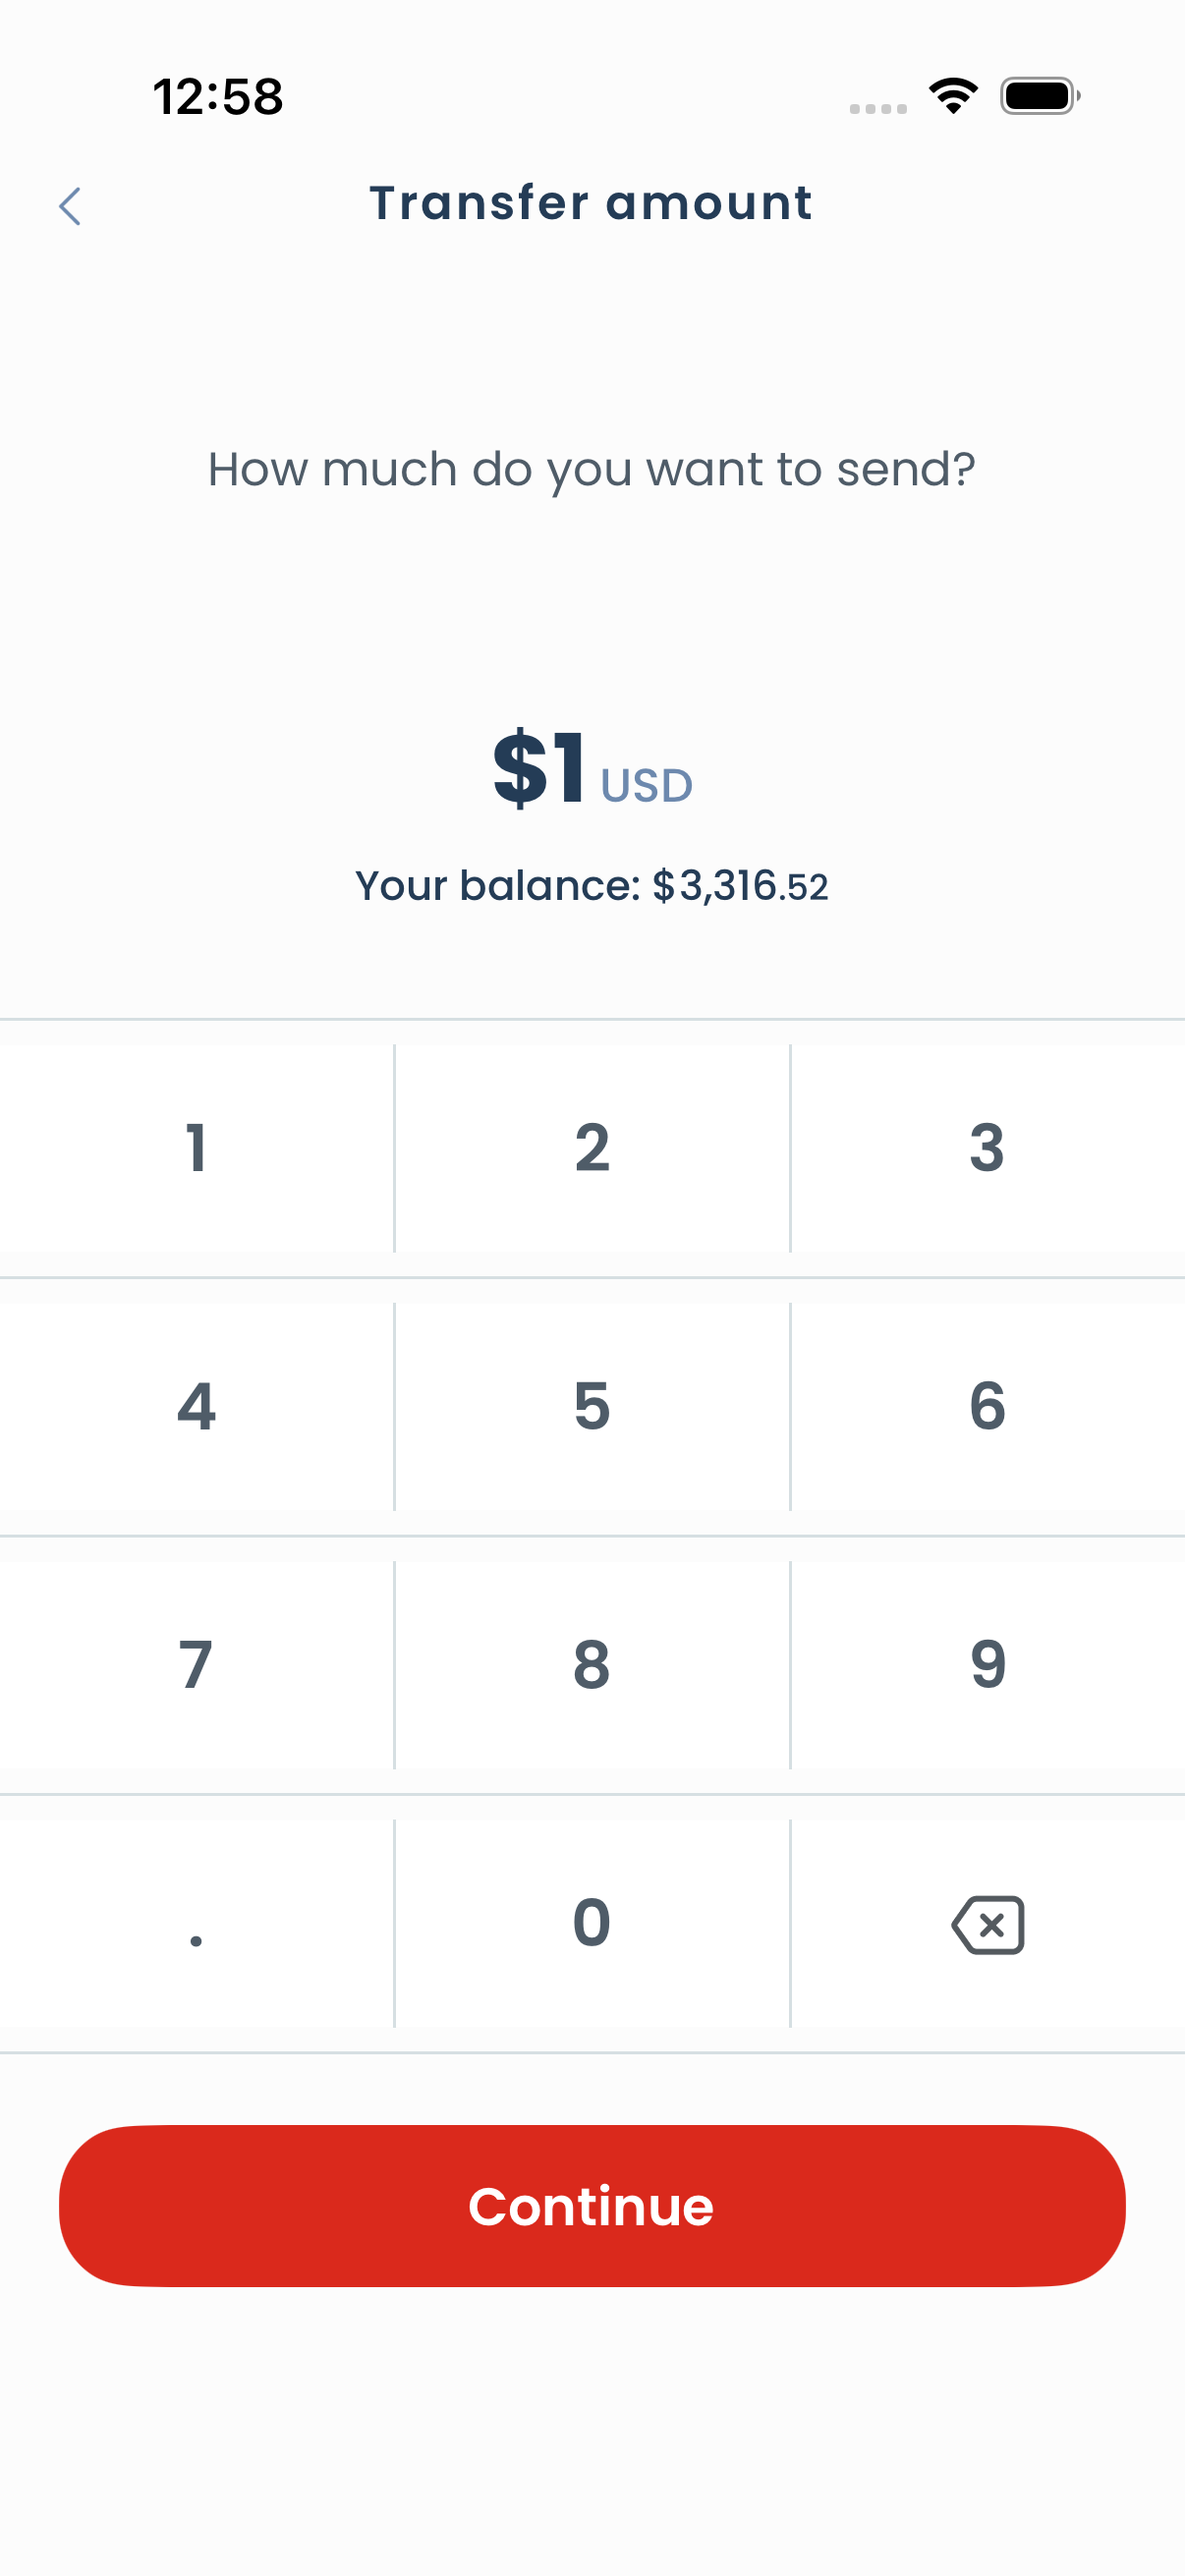 12:58
Transfer amount
How much do you want to send?
$1 USD
Your balance: $3,316.52
1 2 3
4 5 6
7 8 9
. 0
Continue